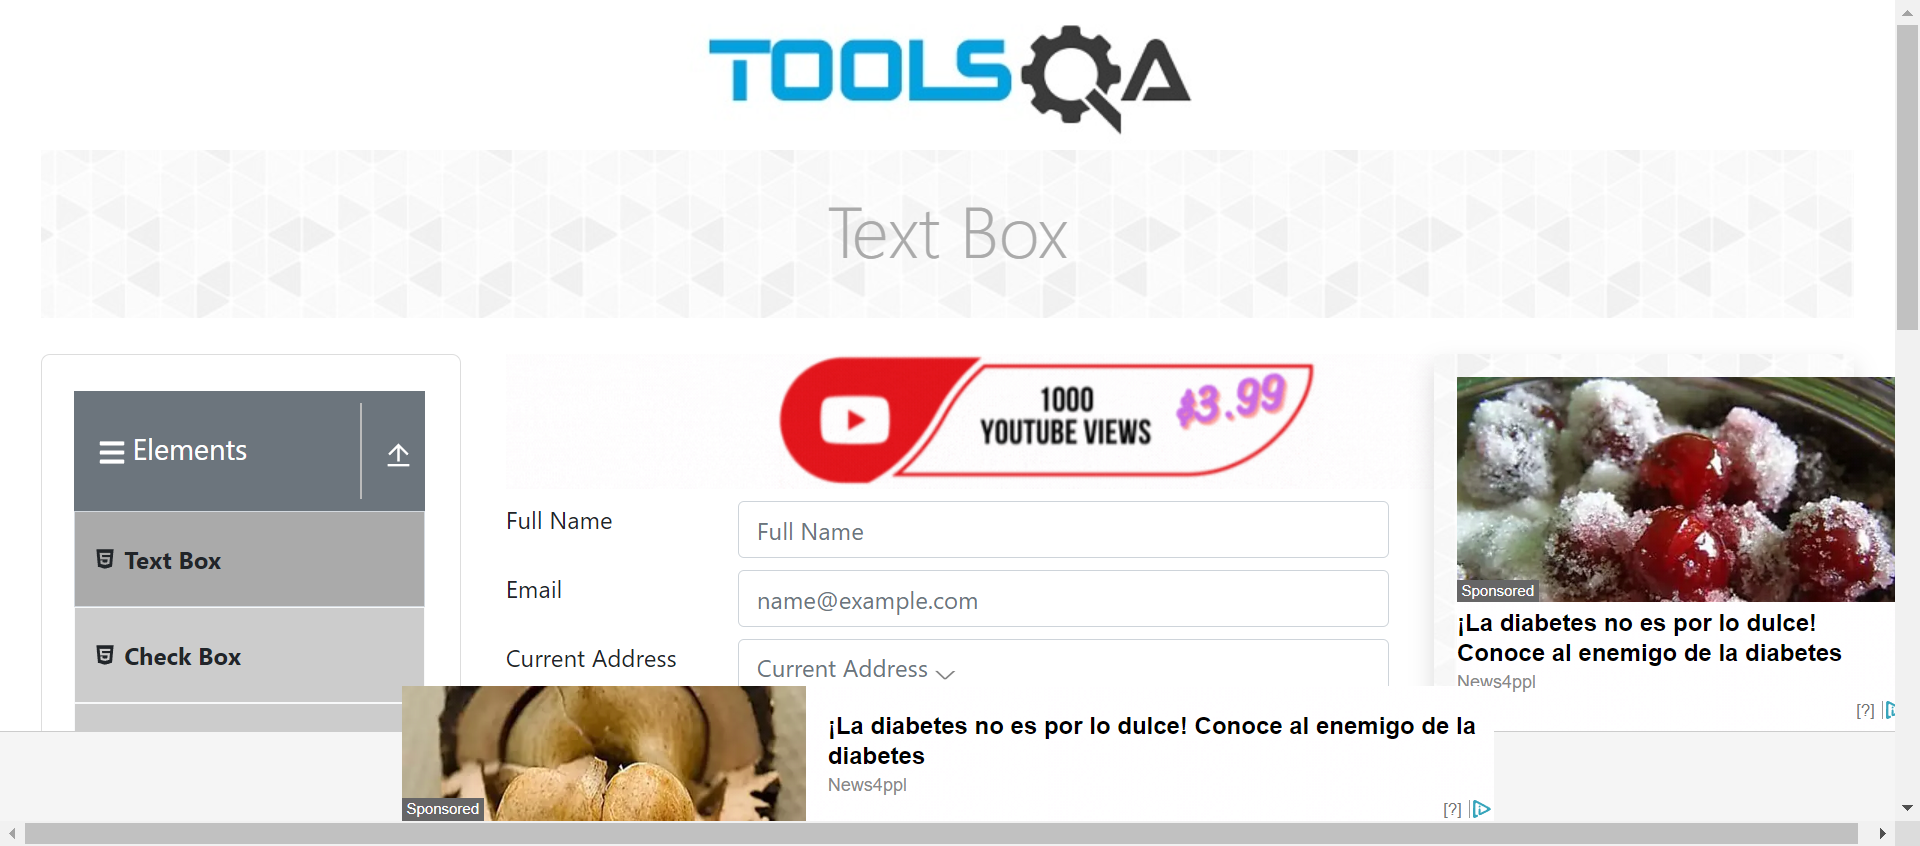 TOOLSQA
Text Box
Elements
Text Box
Check Box
1000
YOUTUBE VIEWS
$3.99
Full Name
Full Name
Email
name@example.com
Current Address
Current Address
Sponsored
¡La diabetes no es por lo dulce!
Conoce al enemigo de la diabetes
News4ppl
[?]
Sponsored
¡La diabetes no es por lo dulce! Conoce al enemigo de la
diabetes
News4ppl
[?]